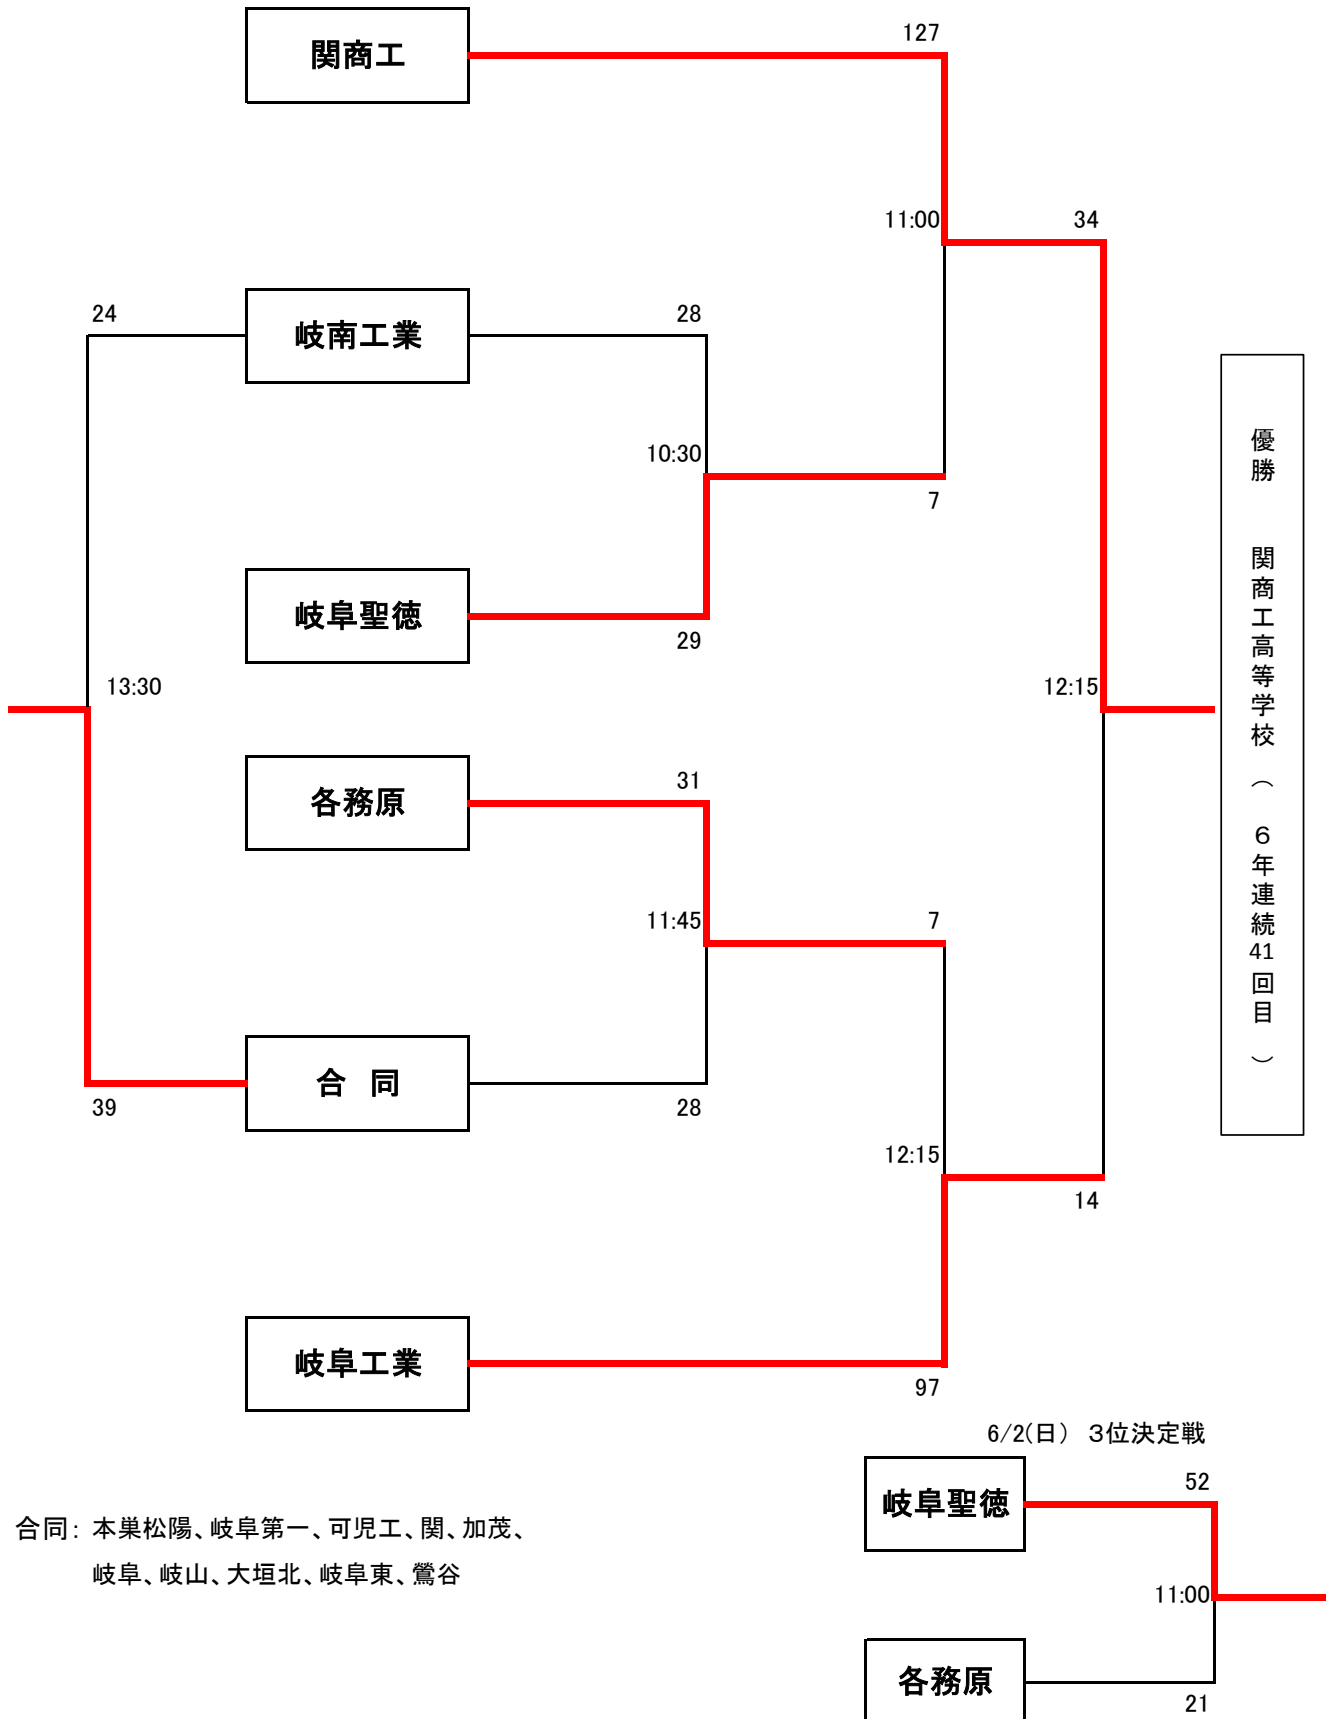 関商工
127
11:00
34
24
岐南工業
28
10:30
7
岐阜聖徳
29
13:30
12:15
各務原
31
11:45
7
合 同
39
28
12:15
14
岐阜工業
97
優勝 関商工高等学校 ( 6年連続41回目 )
6/2(日) 3位決定戦
岐阜聖徳
52
11:00
各務原
21
合同: 本巣松陽、岐阜第一、可児工、関、加茂、
岐阜、岐山、大垣北、岐阜東、鶯谷